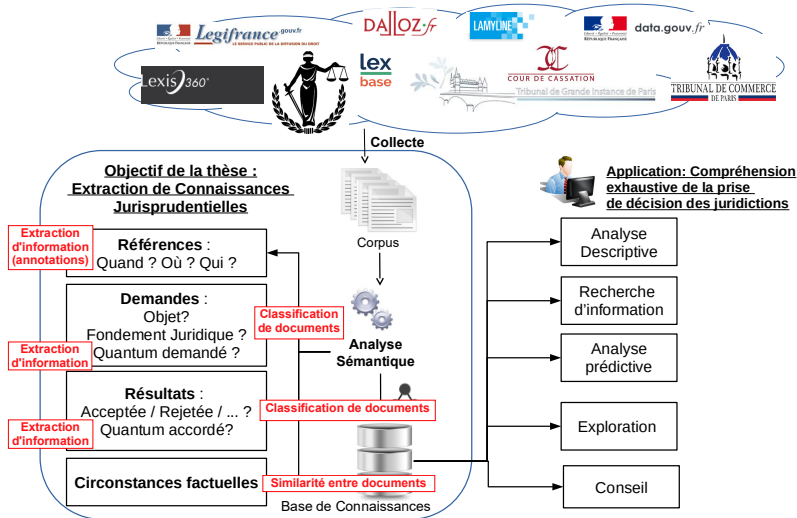 Legifrance.gouv.fr
LE SERVICE PUBLIC DE LA DIFFUSION DU DROIT
DALLOZ.fr
LAMYLINE
RÉPUBLIQUE FRANÇAISE
data.gouv.fr
Lexis 360°
lex
base
COUR DE CASSATION
Tribunal de Grande Instance de Paris
TRIBUNAL DE COMMERCE
DE PARIS
Collecte
Objectif de la thèse :
Extraction de Connaissances
Jurisprudentielles
Application: Compréhension
exhaustive de la prise
de décision des juridictions
Corpus
Extraction
d'information
(annotations)
Références :
Quand ? Où ? Qui ?
Demandes :
Objet?
Fondement Juridique ?
Quantum demandé ?
Extraction
d'information
Classification
de documents
Analyse
Sémantique
Résultats :
Acceptée / Rejetée / ... ?
Quantum accordé?
Extraction
d'information
Classification de documents
Circonstances factuelles
Similarité entre documents
Base de Connaissances
Analyse
Descriptive
Recherche
d'information
Analyse
prédictive
Exploration
Conseil